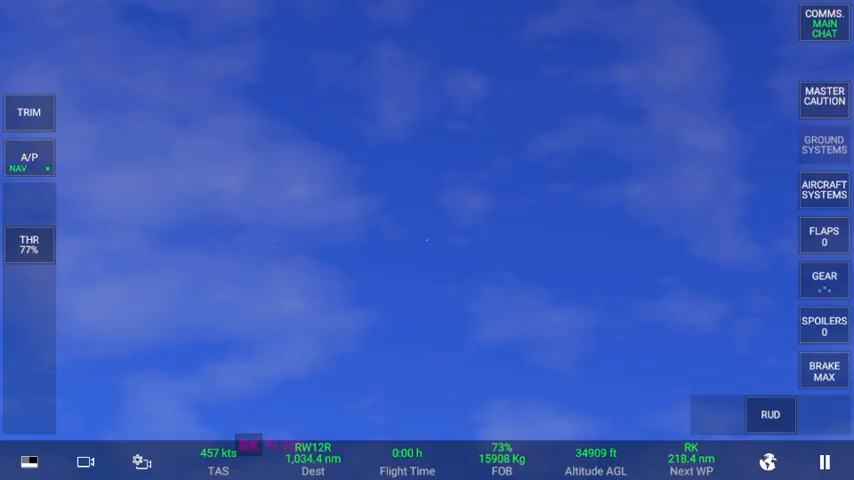 COMMS.
MAIN
CHAT
TRIM
MASTER
CAUTION
A/P
NAV
GROUND
SYSTEMS
AIRCRAFT
SYSTEMS
THR
77%
FLAPS
0
GEAR
SPOILERS
0
BRAKE
MAX
RUD
457 kts
TAS
RW12R
1,034.4 nm
Dest
0:00 h
Flight Time
73%
15908 Kg
FOB
34909 ft
Altitude AGL
RK
218.4 nm
Next WP